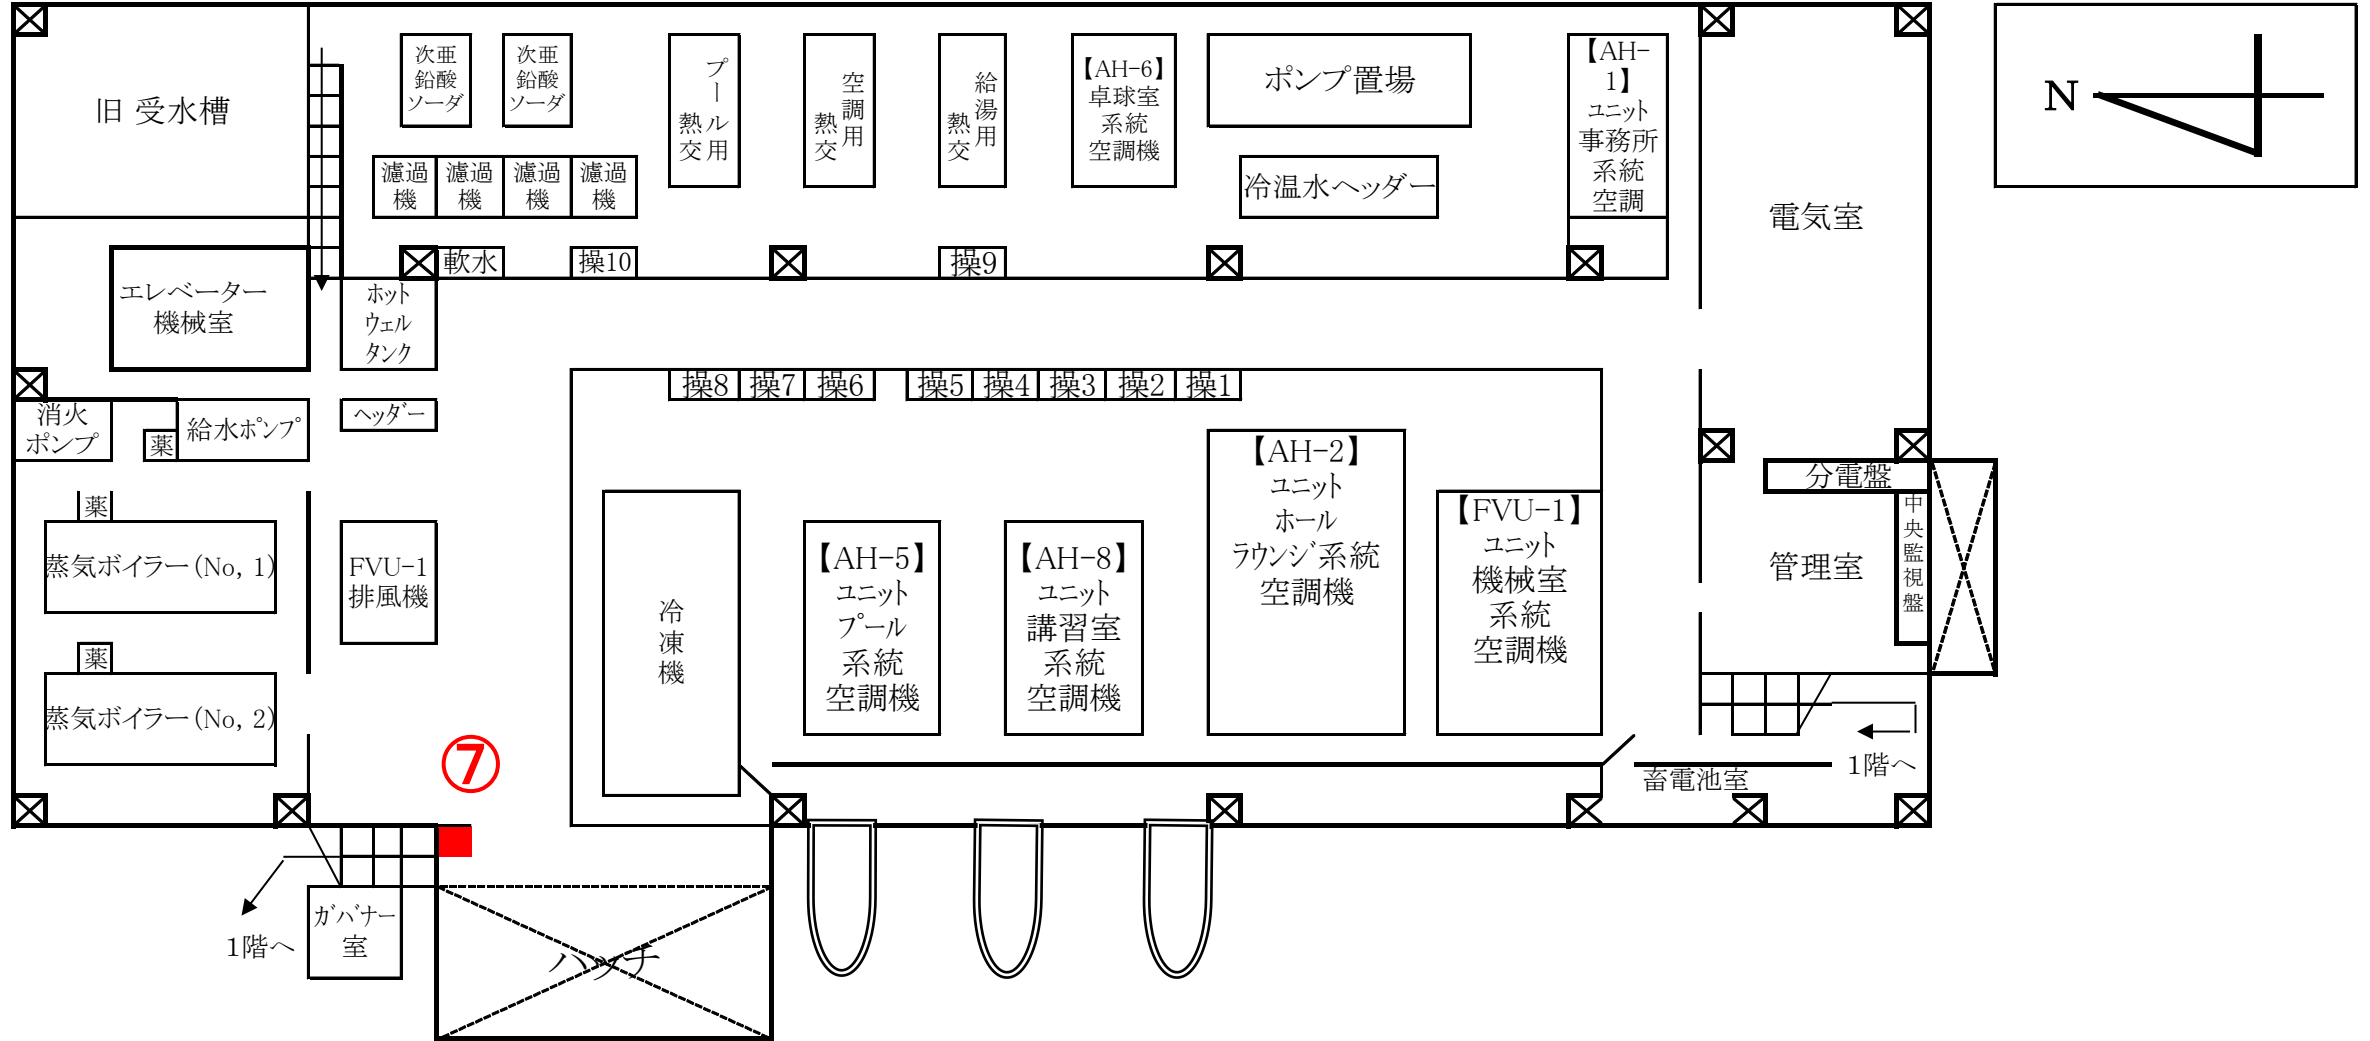 旧 受水槽
次亜
鉛酸
ソーダ
次亜
鉛酸
ソーダ
プール用
熱交
空調用
熱交
給湯用
熱交
【AH-6】
卓球室
系統
空調機
ポンプ置場
【AH-
1】
ユニット
事務所
系統
空調
N
濾過
機
濾過
機
濾過
機
濾過
機
冷温水ヘッダー
電気室
軟水
操10
操9
エレベーター
機械室
ホット
ウェル
タンク
操8
操7
操6
操5
操4
操3
操2
操1
消火
ポンプ
薬
給水ポンプ
ヘッダー
薬
蒸気ボイラー(No, 1)
FVU-1
排風機
薬
蒸気ボイラー(No, 2)
冷凍機
【AH-5】
ユニット
プール
系統
空調機
【AH-8】
ユニット
講習室
系統
空調機
【AH-2】
ユニット
ホール
ラウンジ系統
空調機
【FVU-1】
ユニット
機械室
系統
空調機
分電盤
中央監視盤
管理室
⑦
畜電池室
1階へ
ガバナー
室
1階へ
ハッチ